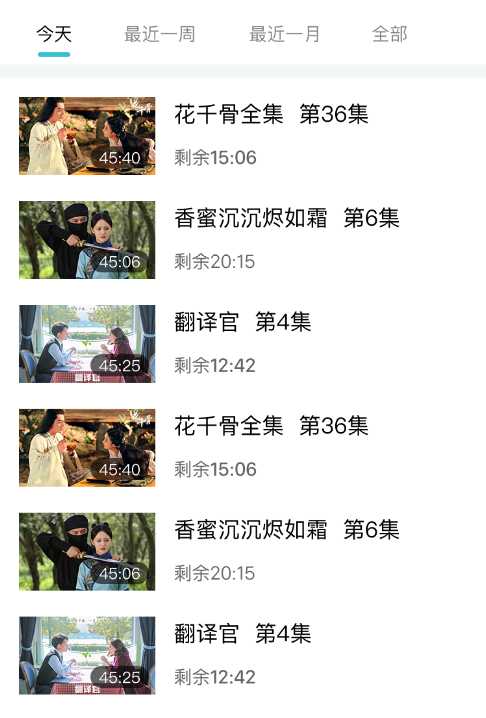 今天 最近一周 最近一月 全部
花千骨全集 第36集
45:40
剩余15:06
香蜜沉沉烬如霜 第6集
45:06
剩余20:15
翻译官 第4集
45:25
翻译官
剩余12:42
花千骨全集 第36集
45:40
剩余15:06
香蜜沉沉烬如霜 第6集
45:06
剩余20:15
翻译官 第4集
45:25
翻译官
剩余12:42